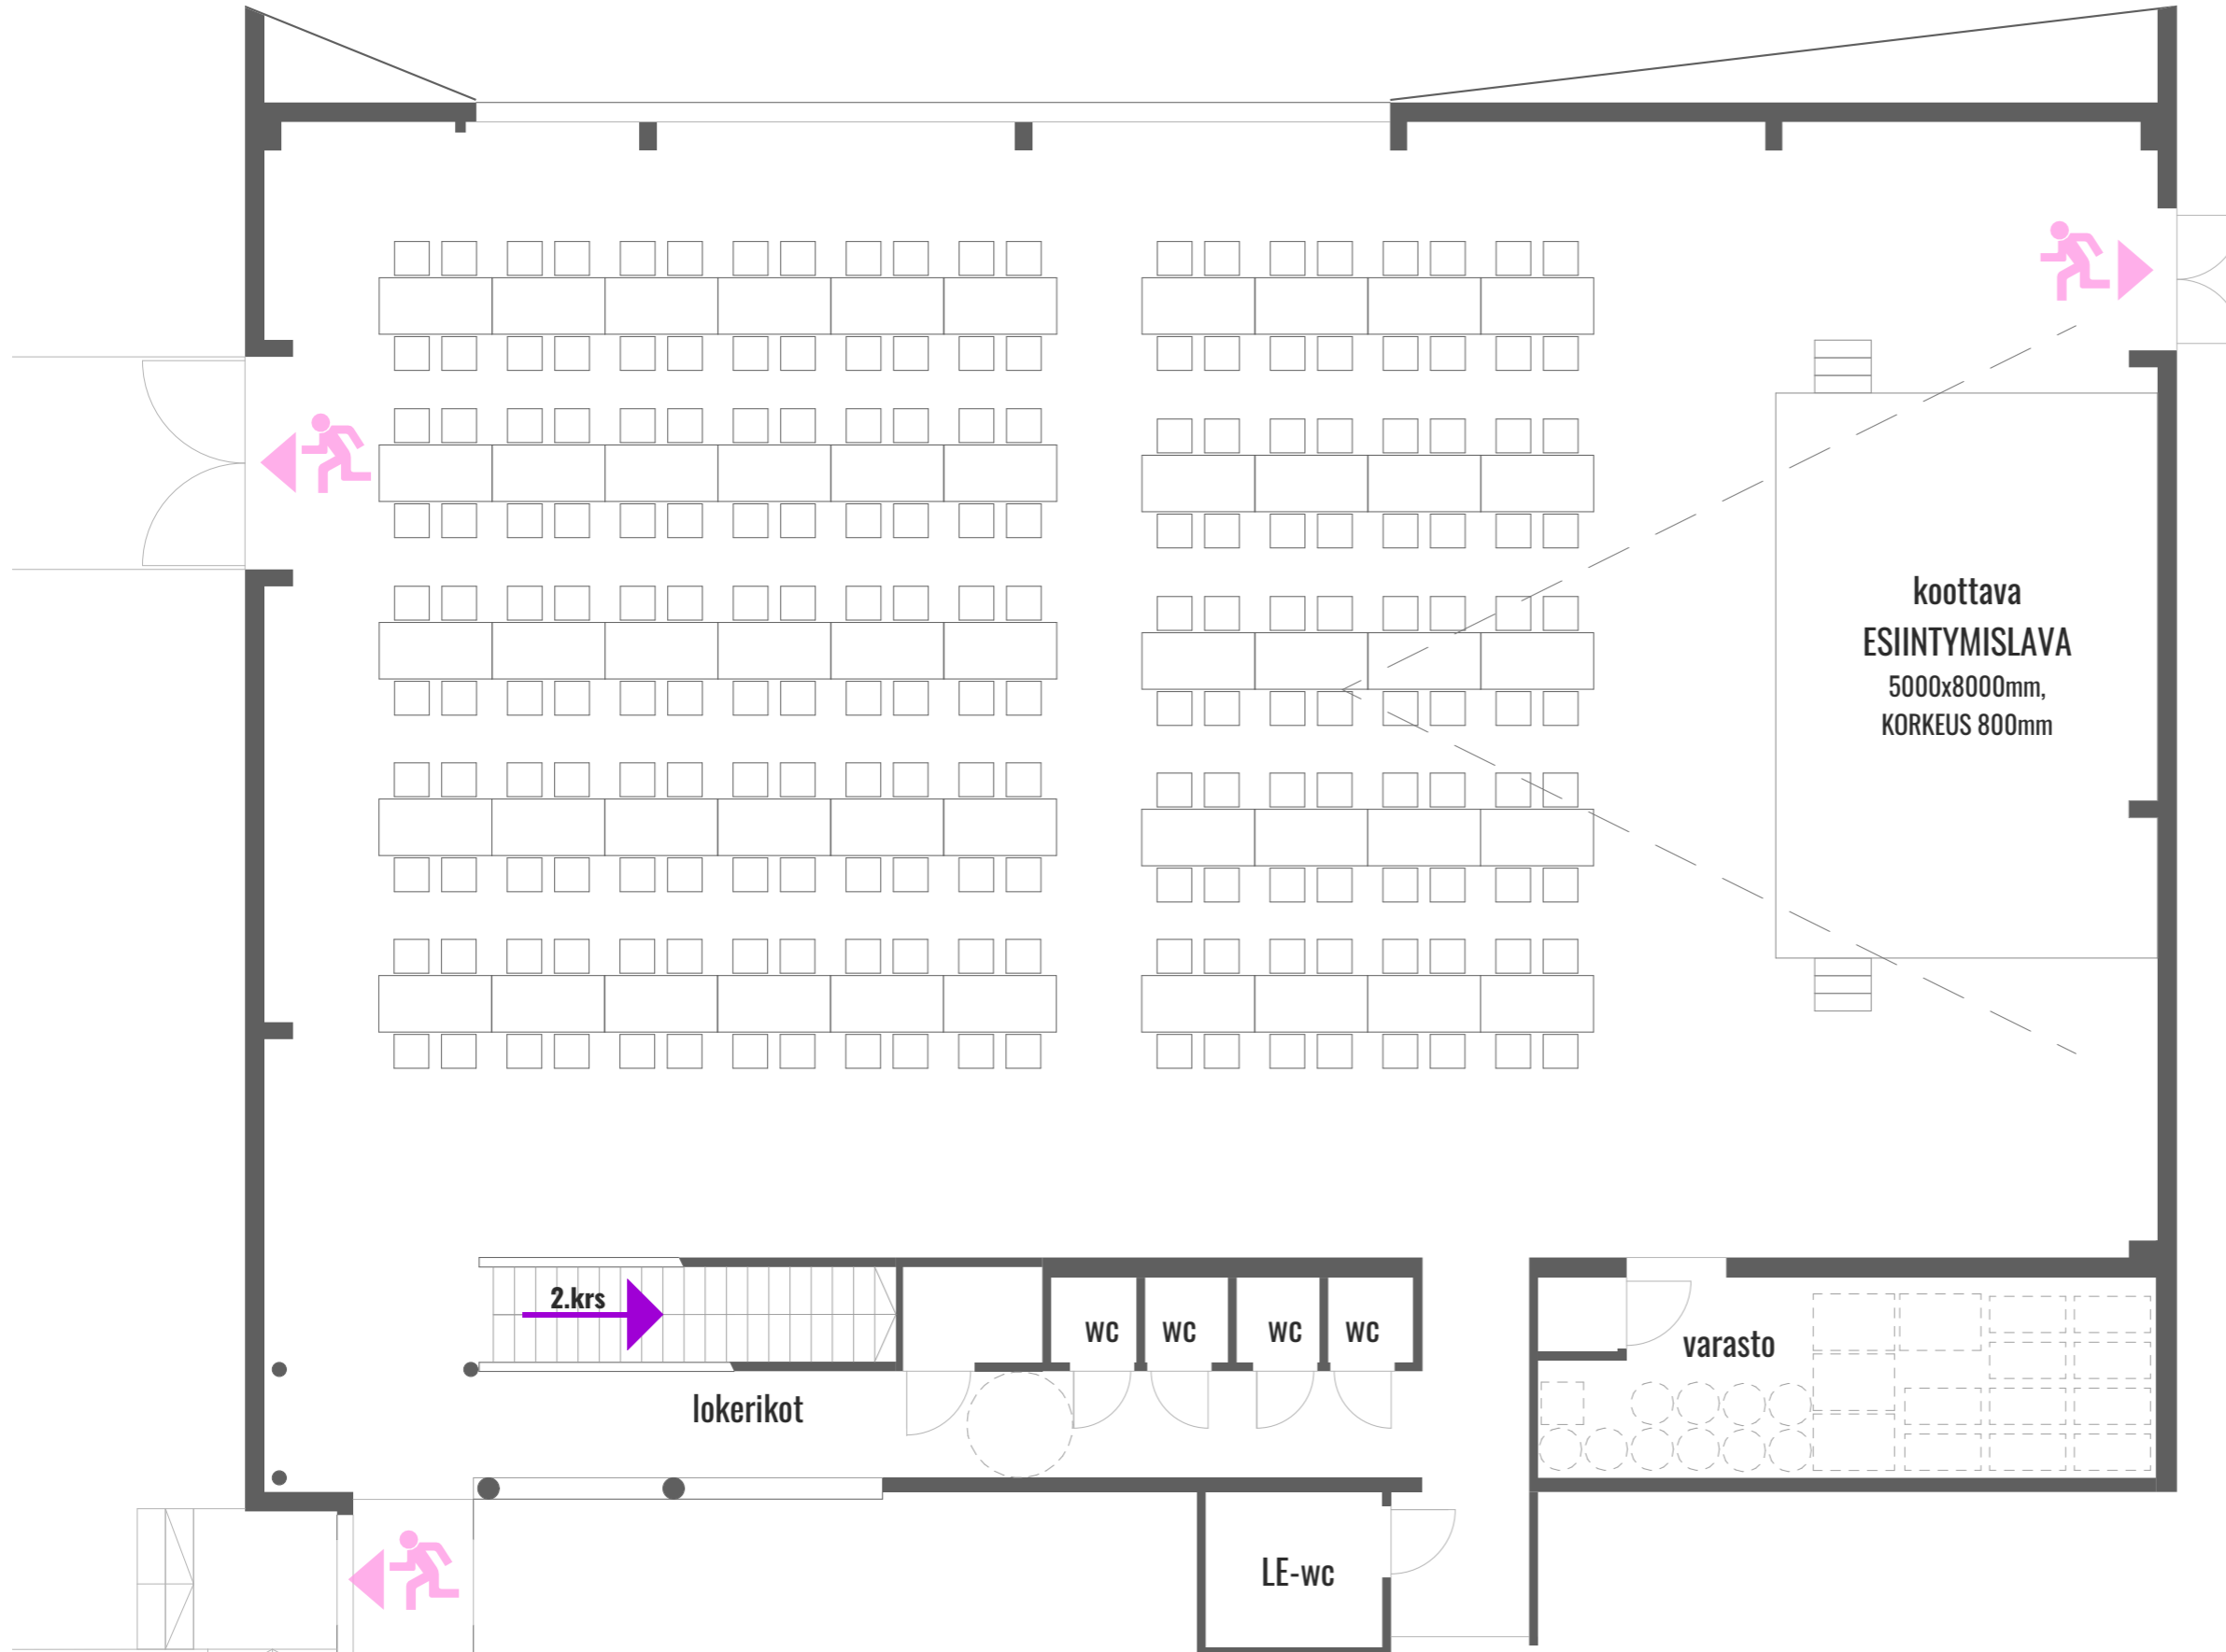 koottava
ESIINTYMISLAVA
5000x8000mm,
KORKEUS 800mm
2.krs
wc
wc
wc
wc
varasto
lokerikot
LE-wc